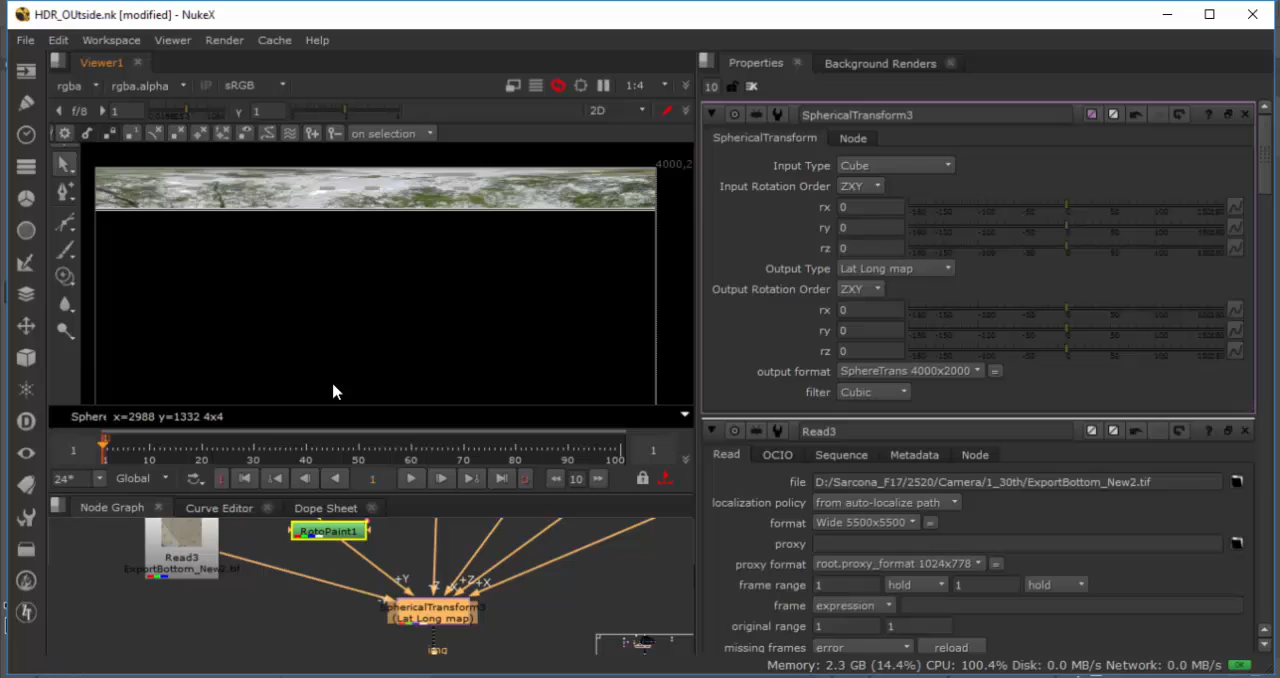 HDR_OUtside.nk [modified] - NukeX
File Edit Workspace Viewer Render Cache Help
Viewer1
rgba rgba.alpha IP sRGB 1:4
f/8 1 Y 1 2D
on selection
4000,2
Spher x=2988 y=1332 4x4
1 1
1 10 20 30 40 50 60 70 80 90 100
24* Global 1 10
Node Graph Curve Editor Dope Sheet
RotoPaint1
Read3
ExportBottom_New2.tif
+Y -Z +Z +X
SphericalTransform3
(Lat Long map)
img
Properties Background Renders
10
SphericalTransform3
SphericalTransform Node
Input Type Cube
Input Rotation Order ZXY
rx 0
ry 0
rz 0
Output Type Lat Long map
Output Rotation Order ZXY
rx 0
ry 0
rz 0
output format SphereTrans 4000x2000 =
filter Cubic
Read3
Read OCIO Sequence Metadata Node
file D:/Sarcona_F17/2520/Camera/1_30th/ExportBottom_New2.tif
localization policy from auto-localize path
format Wide 5500x5500 =
proxy
proxy format root.proxy_format 1024x778 =
frame range 1 hold 1 hold
frame expression
original range 1 1
missing frames error reload
Memory: 2.3 GB (14.4%) CPU: 100.4% Disk: 0.0 MB/s Network: 0.0 MB/s